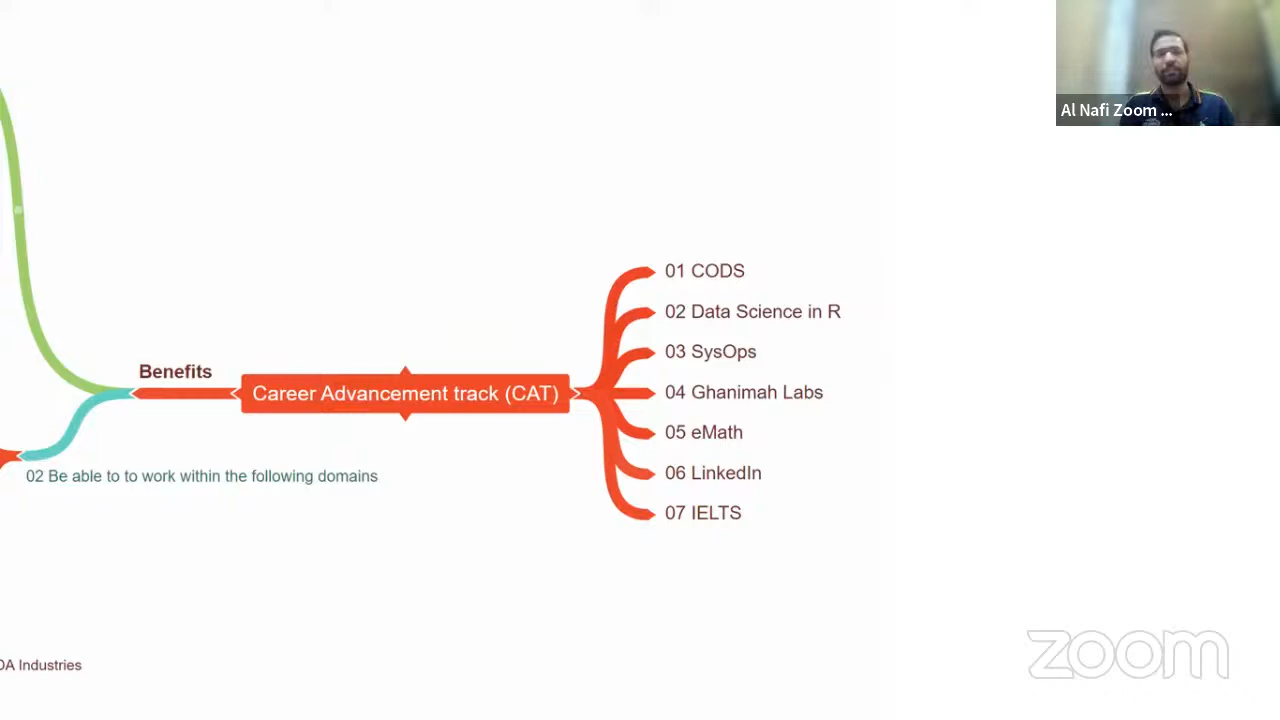 Al Nafi Zoom ...
01 CODS
02 Data Science in R
03 SysOps
Benefits
Career Advancement track (CAT)
04 Ghanimah Labs
05 eMath
06 LinkedIn
02 Be able to to work within the following domains
07 IELTS
zoom
DA Industries